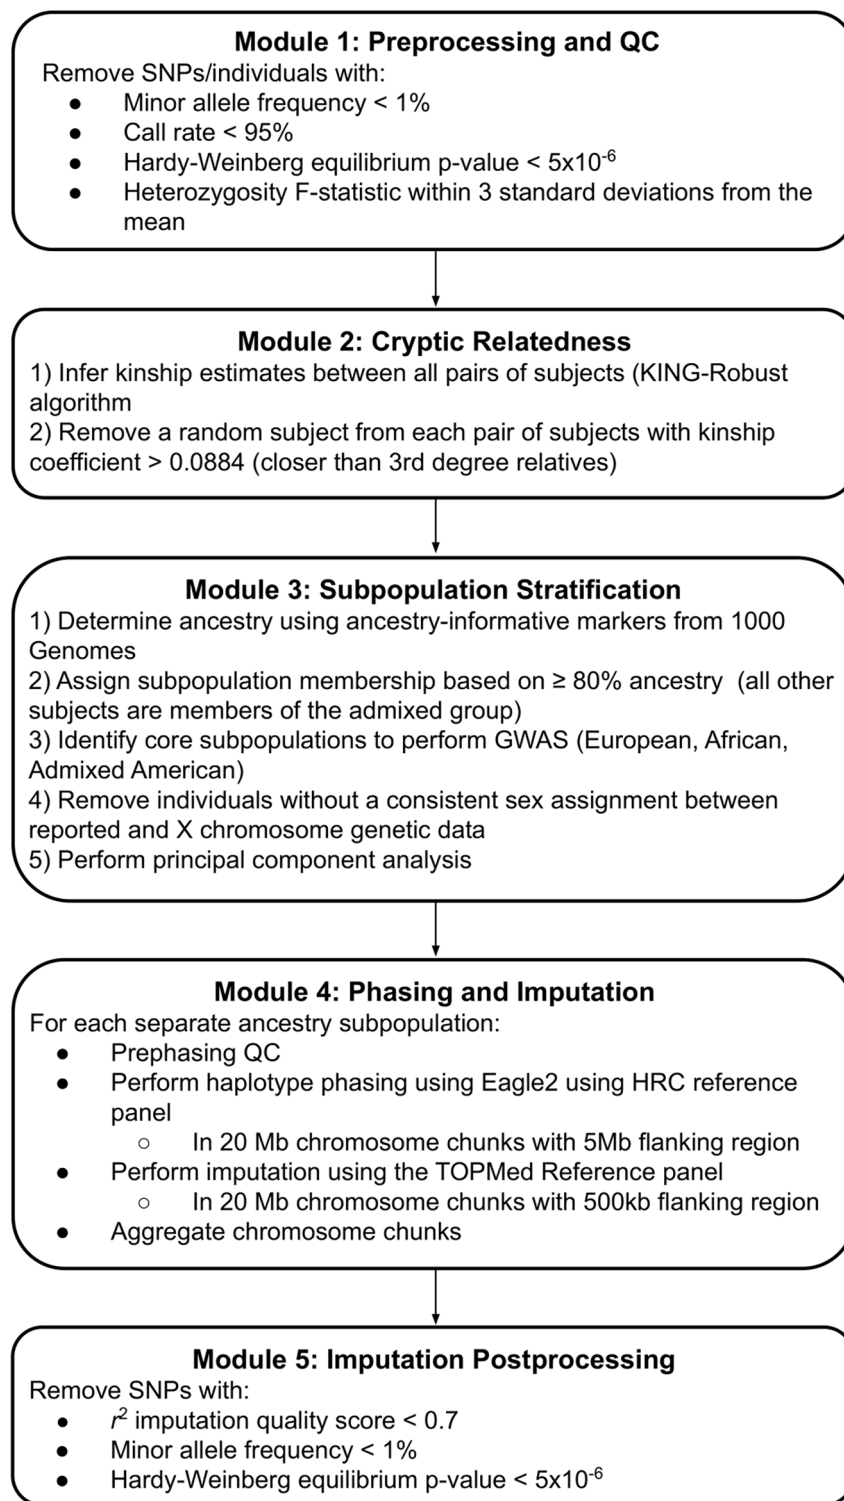 Module 1: Preprocessing and QC
Remove SNPs/individuals with:
● Minor allele frequency < 1%
● Call rate < 95%
● Hardy-Weinberg equilibrium p-value < 5x10⁻⁶
● Heterozygosity F-statistic within 3 standard deviations from the
mean
Module 2: Cryptic Relatedness
1) Infer kinship estimates between all pairs of subjects (KING-Robust
algorithm
2) Remove a random subject from each pair of subjects with kinship
coefficient > 0.0884 (closer than 3rd degree relatives)
Module 3: Subpopulation Stratification
1) Determine ancestry using ancestry-informative markers from 1000
Genomes
2) Assign subpopulation membership based on ≥ 80% ancestry (all other
subjects are members of the admixed group)
3) Identify core subpopulations to perform GWAS (European, African,
Admixed American)
4) Remove individuals without a consistent sex assignment between
reported and X chromosome genetic data
5) Perform principal component analysis
Module 4: Phasing and Imputation
For each separate ancestry subpopulation:
● Prephasing QC
● Perform haplotype phasing using Eagle2 using HRC reference
panel
○ In 20 Mb chromosome chunks with 5Mb flanking region
● Perform imputation using the TOPMed Reference panel
○ In 20 Mb chromosome chunks with 500kb flanking region
● Aggregate chromosome chunks
Module 5: Imputation Postprocessing
Remove SNPs with:
● r² imputation quality score < 0.7
● Minor allele frequency < 1%
● Hardy-Weinberg equilibrium p-value < 5x10⁻⁶